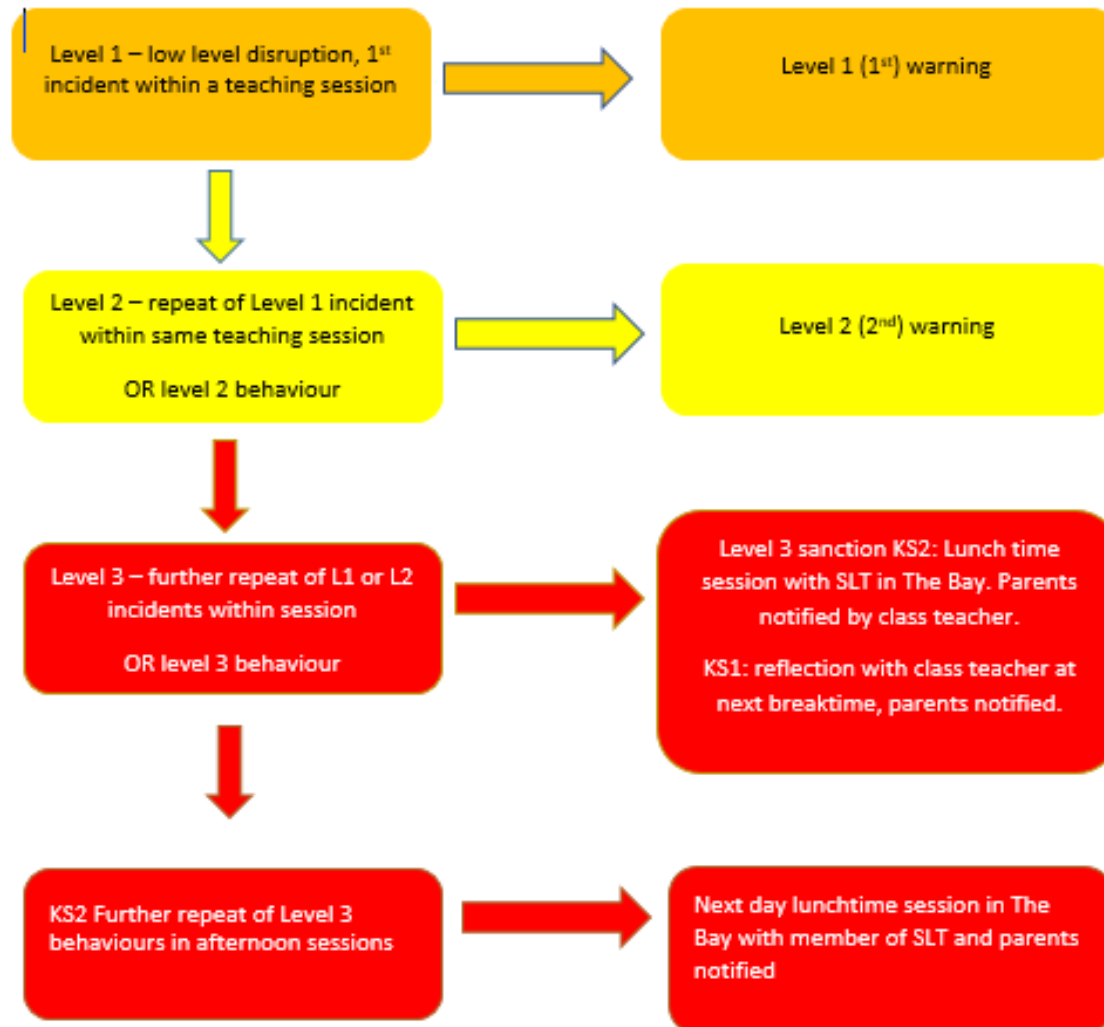 Level 1 – low level disruption, 1st
incident within a teaching session
Level 1 (1st) warning
Level 2 – repeat of Level 1 incident
within same teaching session
OR level 2 behaviour
Level 2 (2nd) warning
Level 3 – further repeat of L1 or L2
incidents within session
OR level 3 behaviour
Level 3 sanction KS2: Lunch time
session with SLT in The Bay. Parents
notified by class teacher.
KS1: reflection with class teacher at
next breaktime, parents notified.
KS2 Further repeat of Level 3
behaviours in afternoon sessions
Next day lunchtime session in The
Bay with member of SLT and parents
notified